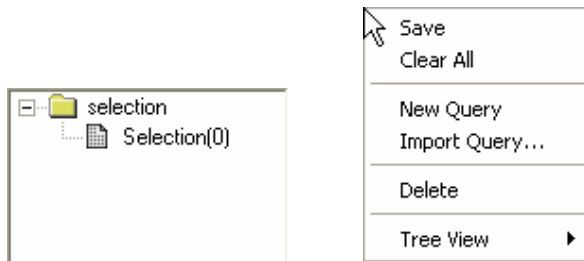 selection
Selection(0)
Save
Clear All
New Query
Import Query...
Delete
Tree View